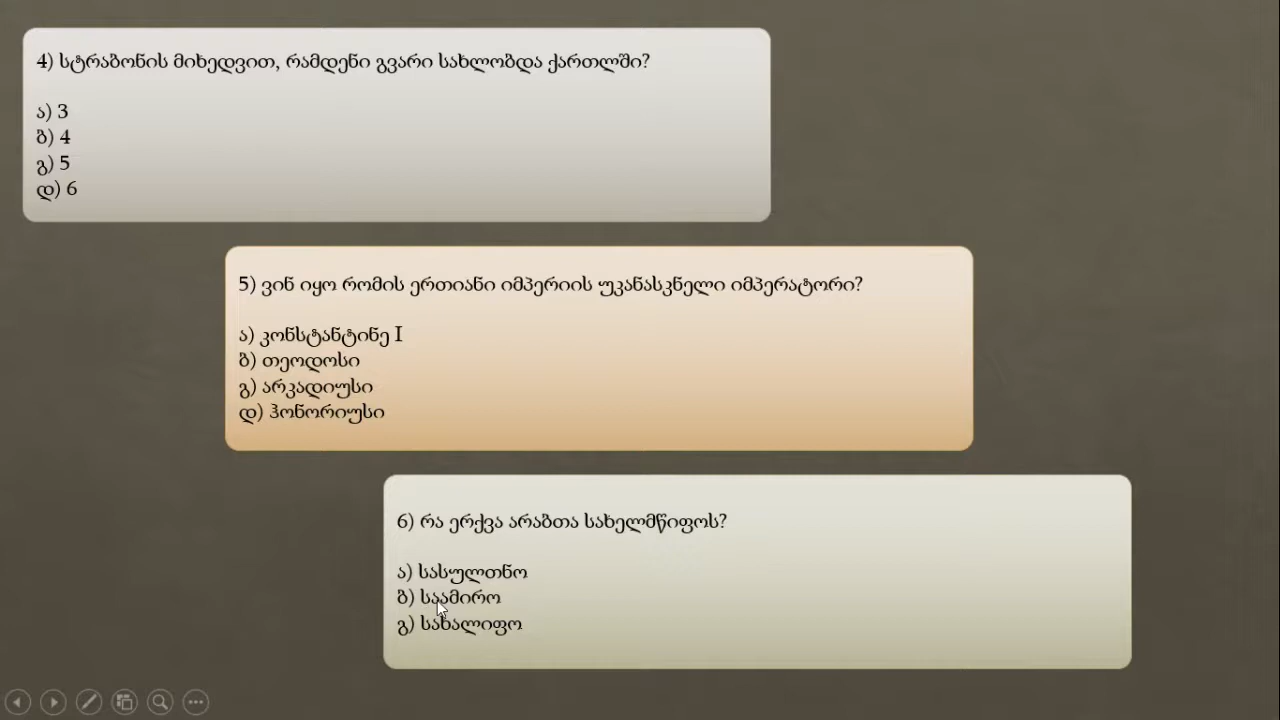 4) სტრაბონის მიხედვით, რამდენი გვარი სახლობდა ქართლში?
ა) 3
ბ) 4
გ) 5
დ) 6
5) ვინ იყო რომის ერთიანი იმპერიის უკანასკნელი იმპერატორი?
ა) კონსტანტინე I
ბ) თეოდოსი
გ) არკადიუსი
დ) ჰონორიუსი
6) რა ერქვა არაბთა სახელმწიფოს?
ა) სასულთნო
ბ) საამირო
გ) სახალიფო